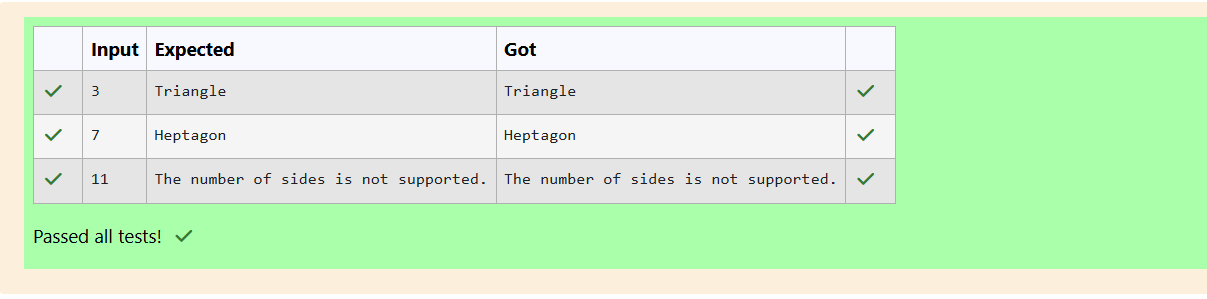 Input Expected Got
3 Triangle Triangle
7 Heptagon Heptagon
11 The number of sides is not supported. The number of sides is not supported.
Passed all tests!